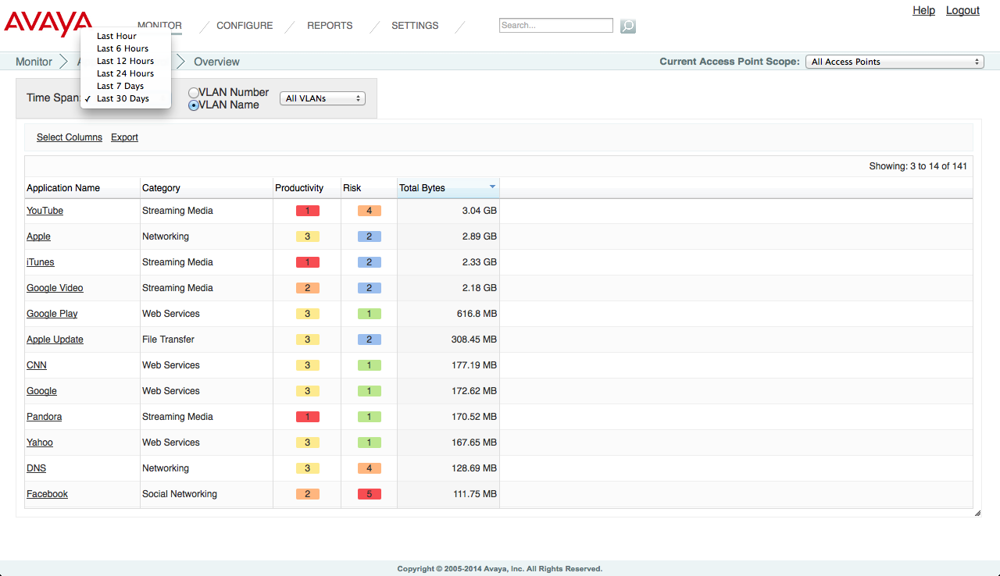 Help Logout
AVAYA
MONITOR CONFIGURE REPORTS SETTINGS
Search...
Last Hour
Last 6 Hours
Last 12 Hours
Last 24 Hours
Last 7 Days
✓ Last 30 Days
Monitor Overview
Current Access Point Scope: All Access Points
Time Span:
VLAN Number
VLAN Name
All VLANs
Select Columns Export
Showing: 3 to 14 of 141
Application Name Category Productivity Risk Total Bytes
YouTube Streaming Media 1 4 3.04 GB
Apple Networking 3 2 2.89 GB
iTunes Streaming Media 1 2 2.33 GB
Google Video Streaming Media 2 2 2.18 GB
Google Play Web Services 3 1 616.8 MB
Apple Update File Transfer 3 2 308.45 MB
CNN Web Services 3 1 177.19 MB
Google Web Services 3 1 172.62 MB
Pandora Streaming Media 1 1 170.52 MB
Yahoo Web Services 3 1 167.65 MB
DNS Networking 3 4 128.69 MB
Facebook Social Networking 2 5 111.75 MB
Copyright © 2005-2014 Avaya, Inc. All Rights Reserved.